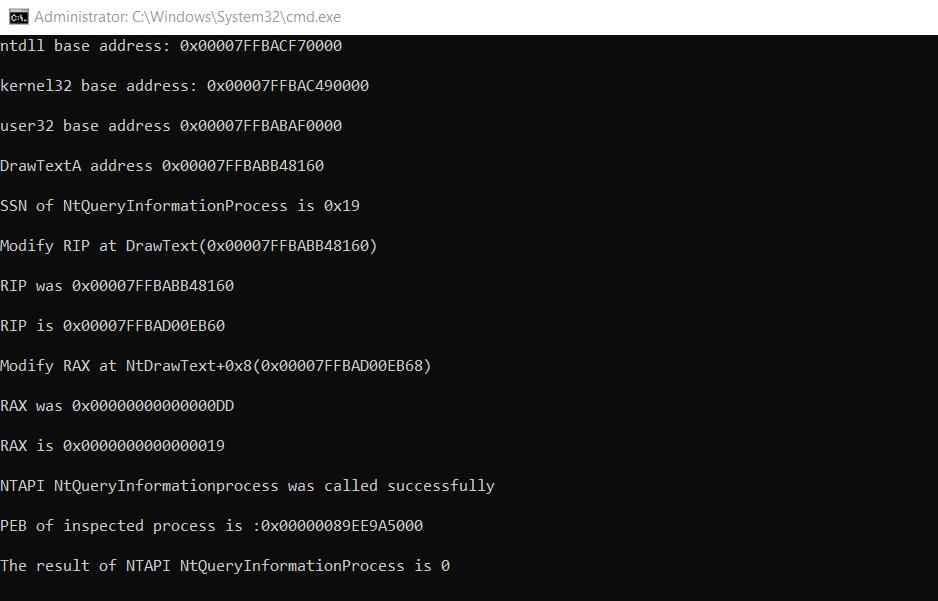 Administrator: C:\Windows\System32\cmd.exe
ntdll base address: 0x00007FFBACF70000
kernel32 base address: 0x00007FFBAC490000
user32 base address 0x00007FFBABAF0000
DrawTextA address 0x00007FFBABB48160
SSN of NtQueryInformationProcess is 0x19
Modify RIP at DrawText(0x00007FFBABB48160)
RIP was 0x00007FFBABB48160
RIP is 0x00007FFBAD00EB60
Modify RAX at NtDrawText+0x8(0x00007FFBAD00EB68)
RAX was 0x00000000000000DD
RAX is 0x0000000000000019
NTAPI NtQueryInformationprocess was called successfully
PEB of inspected process is :0x00000089EE9A5000
The result of NTAPI NtQueryInformationProcess is 0